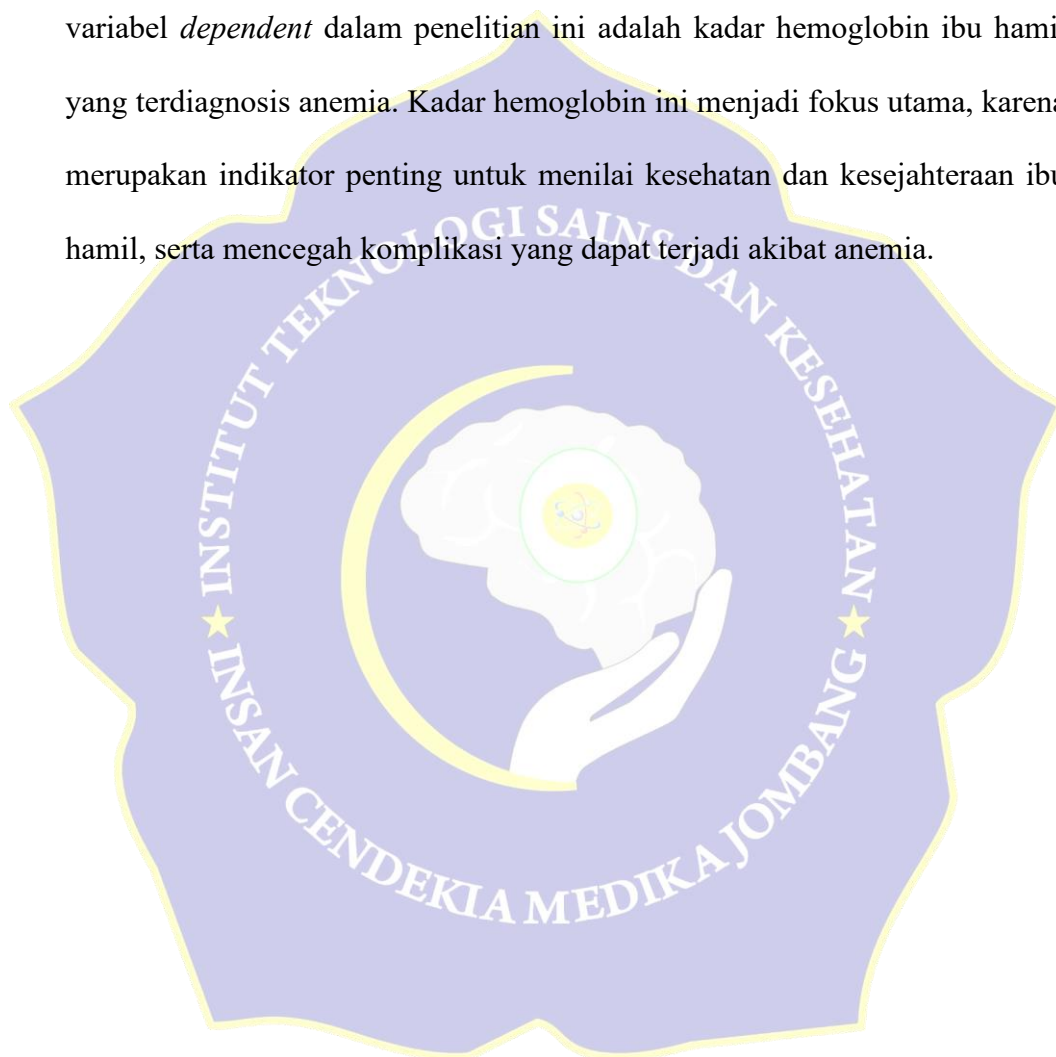 variabel dependent dalam penelitian ini adalah kadar hemoglobin ibu hami
yang terdiagnosis anemia. Kadar hemoglobin ini menjadi fokus utama, karena
merupakan indikator penting untuk menilai kesehatan dan kesejahteraan ibu
hamil, serta mencegah komplikasi yang dapat terjadi akibat anemia.
INSTITUT TEKNOLOGI SAINS DAN KESEHATAN
INSAN CENDEKIA MEDIKA JOMBANG